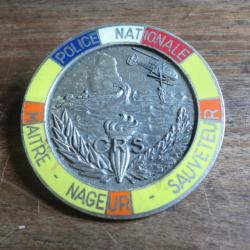 POLICE NATIONALE
CRS
MAITRE - NAGEUR - SAUVETEUR